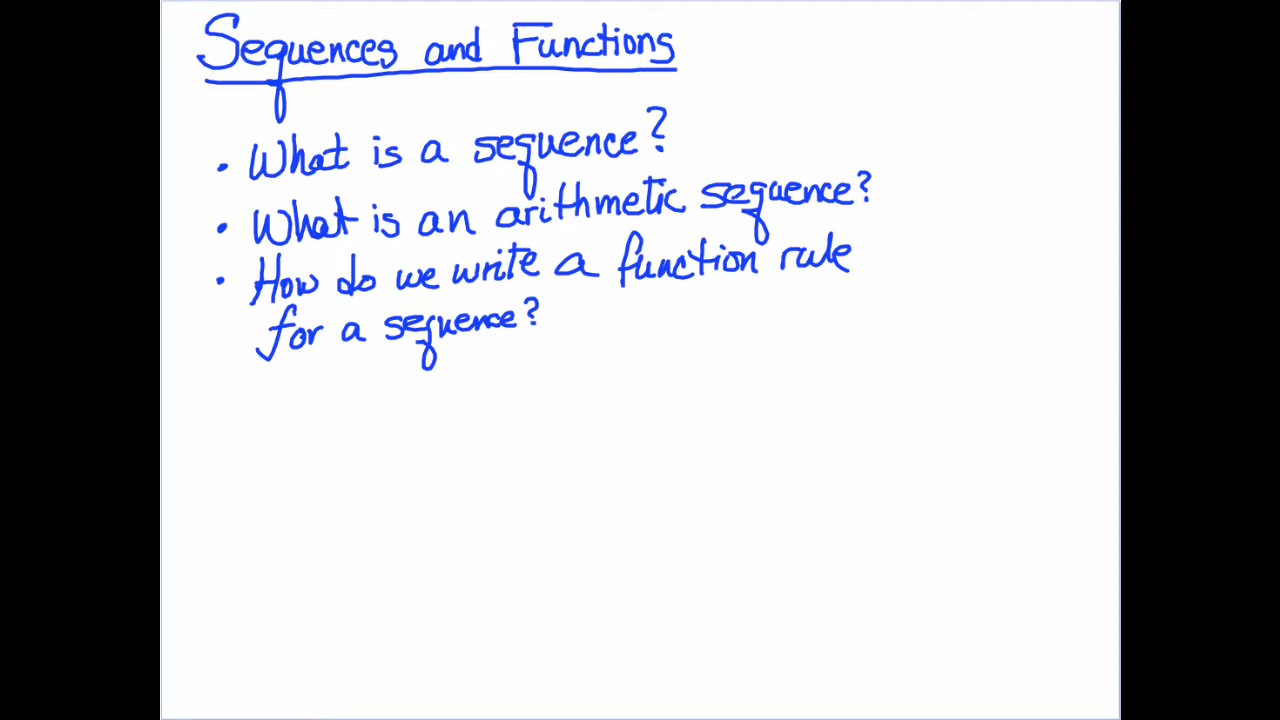 Sequences and Functions
• What is a sequence?
• What is an arithmetic sequence?
• How do we write a function rule
for a sequence?